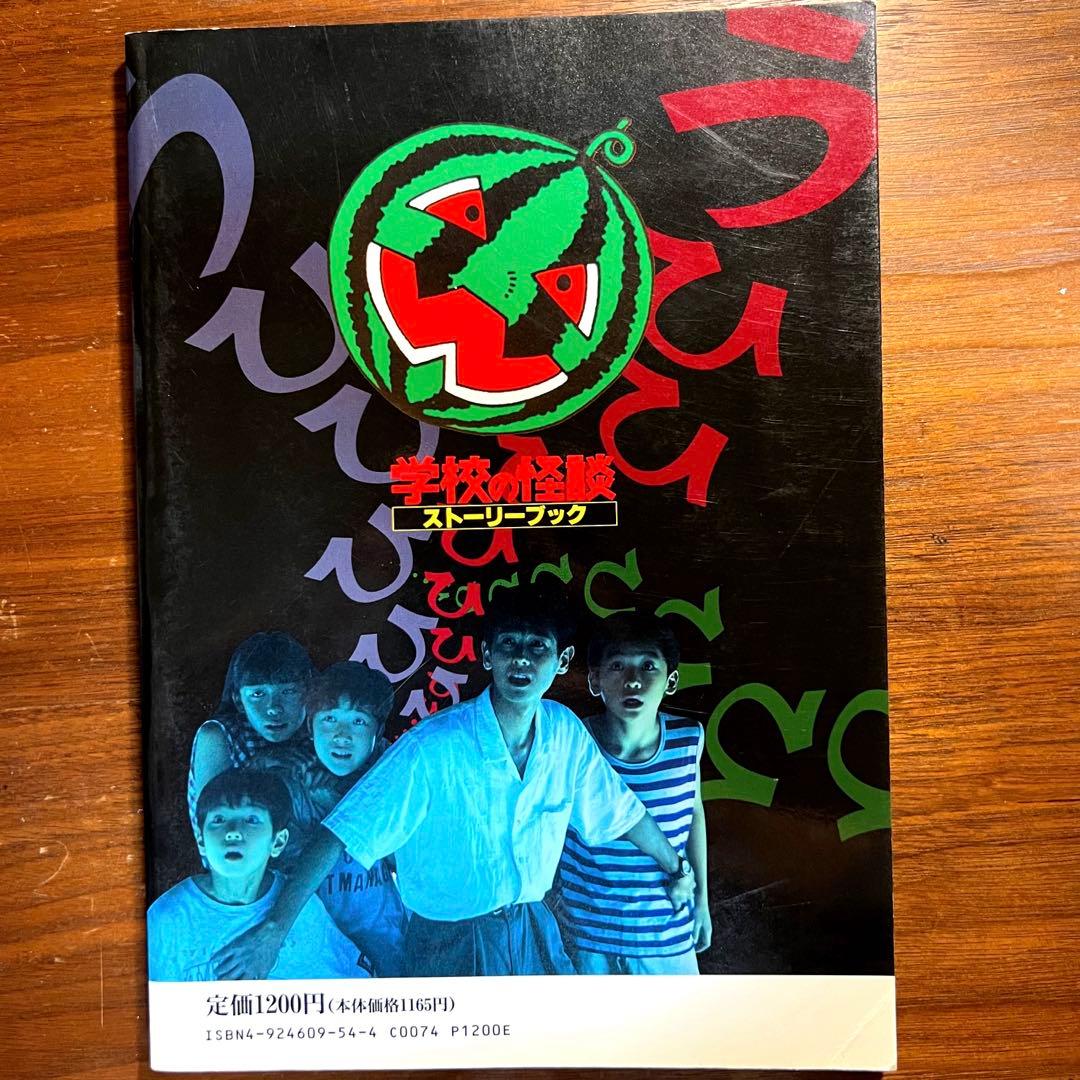 学校の怪談
ストーリーブック
TMANAG
定価1200円(本体価格1165円)
ISBN4-924609-54-4 C0074 P1200E